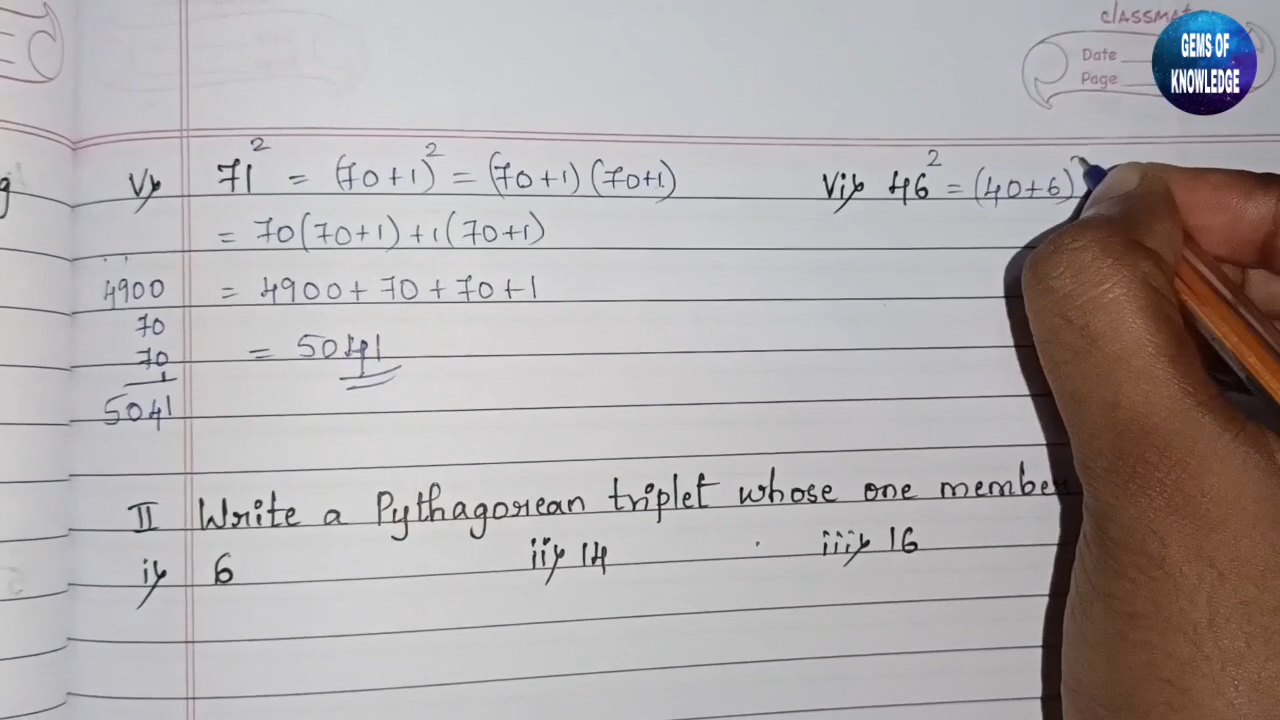 classmat
Date
Page
GEMS OF
KNOWLEDGE
g
v) 71² = (70+1)² = (70+1)(70+1)
= 70(70+1) + 1(70+1)
= 4900 + 70 + 70 + 1
= 5041
4900
70
70
1
5041
vi) 46² = (40+6)
II Write a Pythagorean triplet whose one member
i) 6 ii) 14 iii) 16